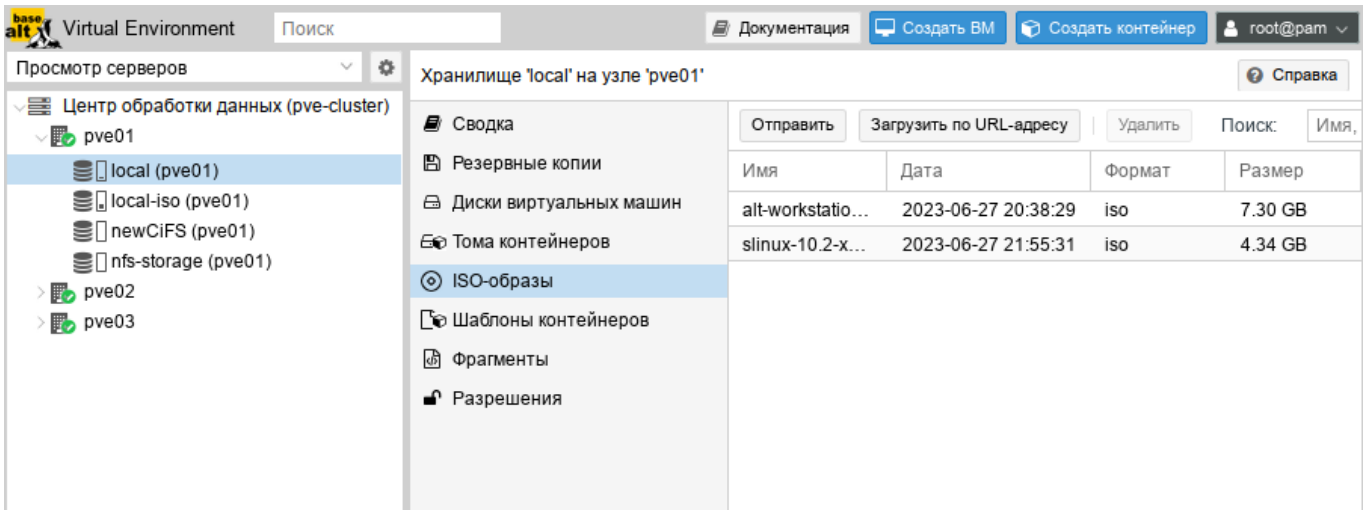 base alt Virtual Environment Поиск Документация Создать ВМ Создать контейнер root@pam
Просмотр серверов
Хранилище 'local' на узле 'pve01' Справка
Центр обработки данных (pve-cluster)
pve01
local (pve01)
local-iso (pve01)
newCiFS (pve01)
nfs-storage (pve01)
pve02
pve03
Сводка
Резервные копии
Диски виртуальных машин
Тома контейнеров
ISO-образы
Шаблоны контейнеров
Фрагменты
Разрешения
Отправить Загрузить по URL-адресу Удалить Поиск: Имя,
Имя Дата Формат Размер
alt-workstatio... 2023-06-27 20:38:29 iso 7.30 GB
slinux-10.2-x... 2023-06-27 21:55:31 iso 4.34 GB